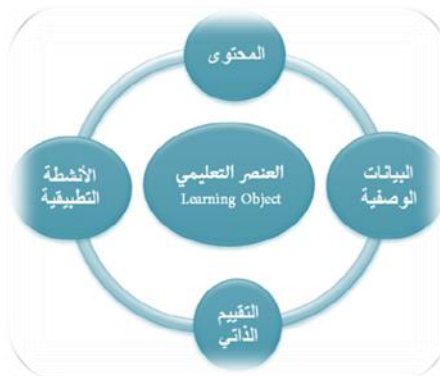 المحتوى
البيانات
الوصفية
العنصر التعليمي
Learning Object
الأنشطة
التطبيقية
التقييم
الذاتي